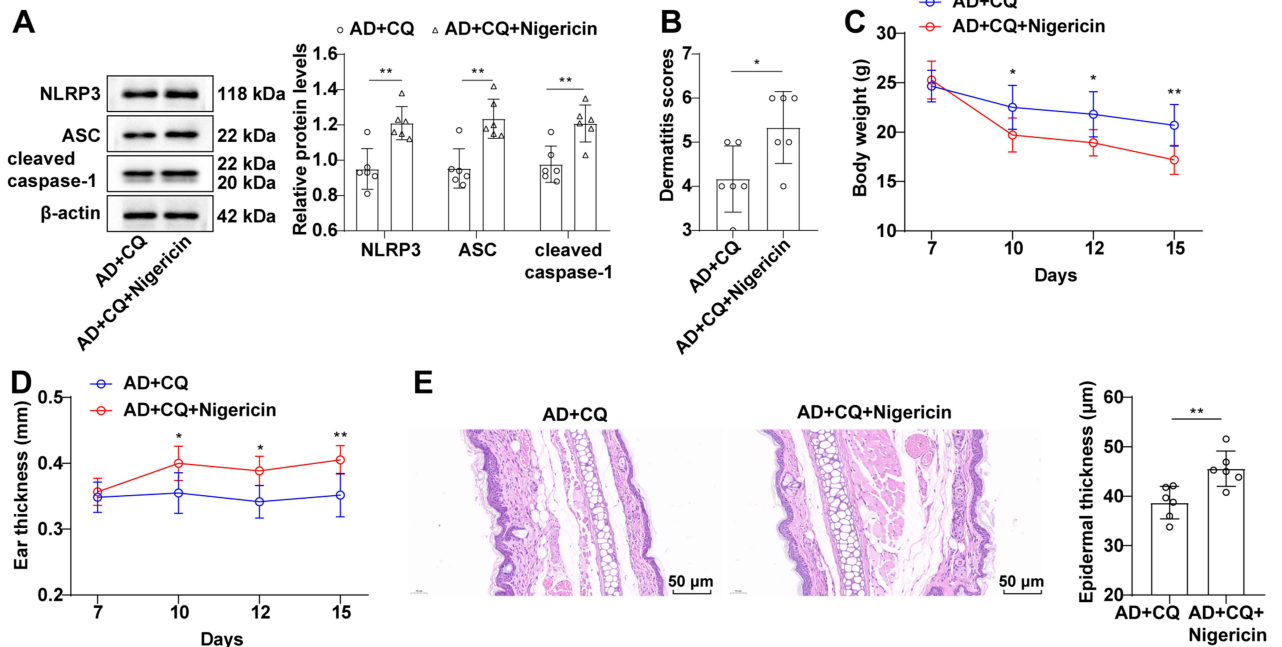 A
NLRP3
118 kDa
ASC
22 kDa
cleaved
caspase-1
22 kDa
20 kDa
β-actin
42 kDa
AD+CQ
AD+CQ+Nigericin
AD+CQ
AD+CQ+Nigericin
Relative protein levels
1.6
1.4
1.2
1.0
0.8
0.6
**
**
**
NLRP3
ASC
cleaved
caspase-1
B
Dermatitis scores
7
6
5
4
3
*
AD+CQ
AD+CQ+Nigericin
C
AD+CQ
AD+CQ+Nigericin
Body weight (g)
30
25
20
15
10
*
*
**
7
10
12
15
Days
D
AD+CQ
AD+CQ+Nigericin
Ear thickness (mm)
0.5
0.4
0.3
0.2
*
*
**
7
10
12
15
Days
E
AD+CQ
50 μm
AD+CQ+Nigericin
50 μm
Epidermal thickness (μm)
60
50
40
30
20
**
AD+CQ
AD+CQ+
Nigericin